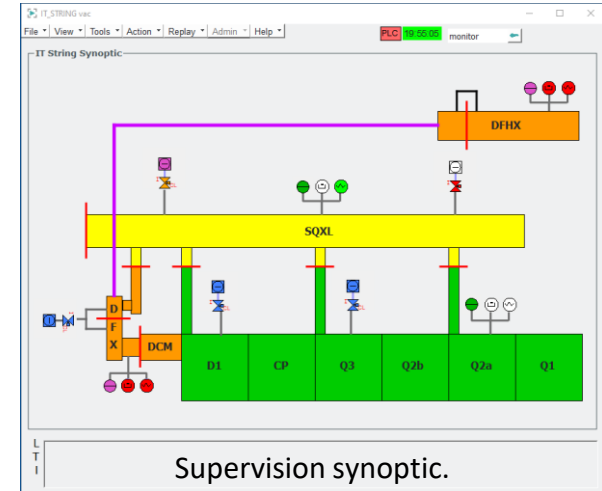 IT_STRING vac
File View Tools Action Replay Admin Help
PLC 19:55:05 monitor
IT String Synoptic
DFHX
SQXL
D
F
X
DCM
D1 CP Q3 Q2b Q2a Q1
L
T
I
Supervision synoptic.